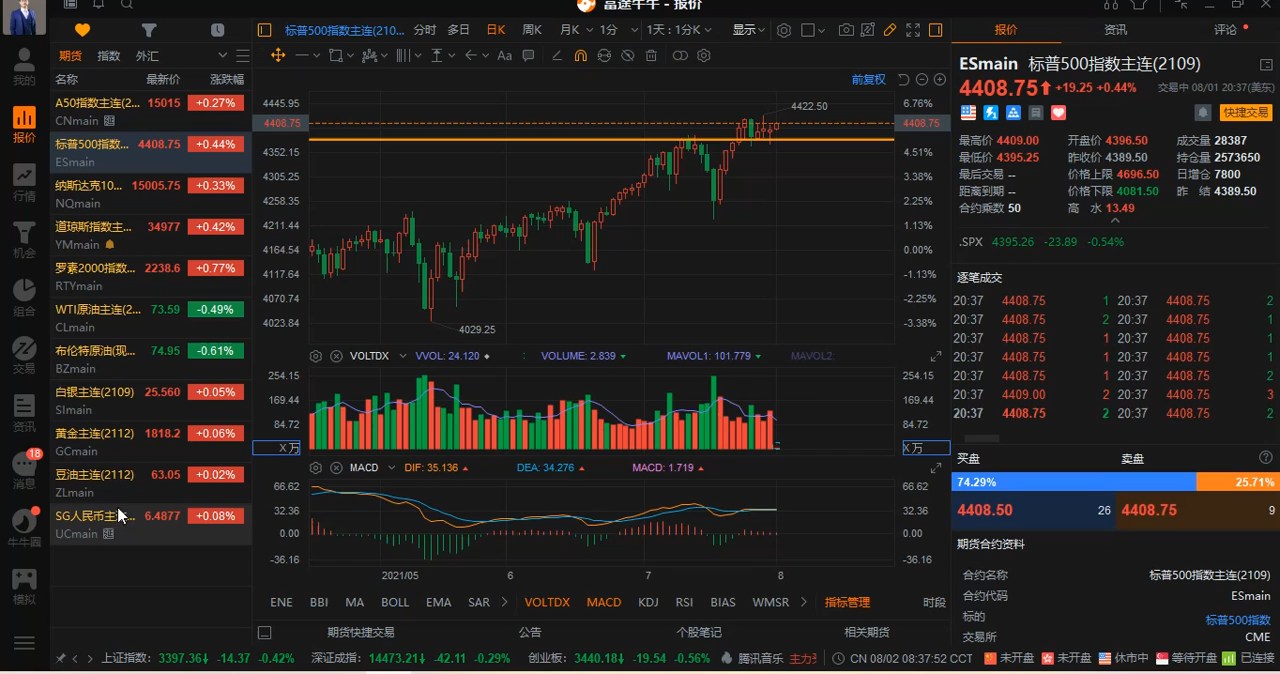 富途牛牛 - 报价
标普500指数主连(210...
分时
多日
日K
周K
月K
1分
1天 : 1分K
显示
报价
资讯
评论
期货
指数
外汇
Aa
ESmain 标普500指数主连(2109)
名称
最新价
涨跌幅
前复权
4408.75 +19.25 +0.44%
交易中 08/01 20:37(美东)
快捷交易
我的
报价
行情
机会
组合
交易
资讯
18
消息
牛牛圈
模拟
A50指数主连(2... 15015 +0.27%
CNmain
标普500指数... 4408.75 +0.44%
ESmain
纳斯达克10... 15005.75 +0.33%
NQmain
道琼斯指数主... 34977 +0.42%
YMmain
罗素2000指数... 2238.6 +0.77%
RTYmain
WTI原油主连(2... 73.59 -0.49%
CLmain
布伦特原油(现... 74.95 -0.61%
BZmain
白银主连(2109) 25.560 +0.05%
SImain
黄金主连(2112) 1818.2 +0.06%
GCmain
豆油主连(2112) 63.05 +0.02%
ZLmain
SG人民币主... 6.4877 +0.08%
UCmain
4445.95 6.76%
4408.75 4408.75
4352.15 4.51%
4305.25 3.38%
4258.35 2.25%
4211.44 1.13%
4164.54 0.00%
4117.64 -1.13%
4070.74 -2.25%
4023.84 -3.38%
4422.50
4029.25
VOLTDX VVOL: 24.120 : VOLUME: 2.839 MAVOL1: 101.779 MAVOL2:
254.15 254.15
169.44 169.44
84.72 84.72
X万 X万
MACD DIF: 35.136 DEA: 34.276 MACD: 1.719
66.62 66.62
32.36 32.36
0.00 0.00
-36.16 -36.16
2021/05 6 7 8
ENE BBI MA BOLL EMA SAR VOLTDX MACD KDJ RSI BIAS WMSR 指标管理 时段
期货快捷交易 公告 个股笔记 相关期货
最高价 4409.00 开盘价 4396.50 成交量 28387
最低价 4395.25 昨收价 4389.50 持仓量 2573650
最后交易 -- 价格上限 4696.50 日增仓 7800
距离到期 -- 价格下限 4081.50 昨 结 4389.50
合约乘数 50 高 水 13.49
.SPX 4395.26 -23.89 -0.54%
逐笔成交
20:37 4408.75 1 20:37 4408.75 2
20:37 4408.75 2 20:37 4408.75 1
20:37 4408.75 1 20:37 4408.75 1
20:37 4408.75 1 20:37 4408.75 1
20:37 4408.75 1 20:37 4408.75 2
20:37 4409.00 2 20:37 4408.75 3
20:37 4408.75 2 20:37 4408.75 2
买盘 卖盘
74.29% 25.71%
4408.50 26 4408.75 9
期货合约资料
合约名称 标普500指数主连(2109)
合约代码 ESmain
标的 标普500指数
交易所 CME
上证指数: 3397.36 -14.37 -0.42% 深证成指: 14473.21 -42.11 -0.29% 创业板: 3440.18 -19.54 -0.56% 腾讯音乐 主力 CN 08/02 08:37:52 CCT 未开盘 未开盘 休市中 等待开盘 已连接